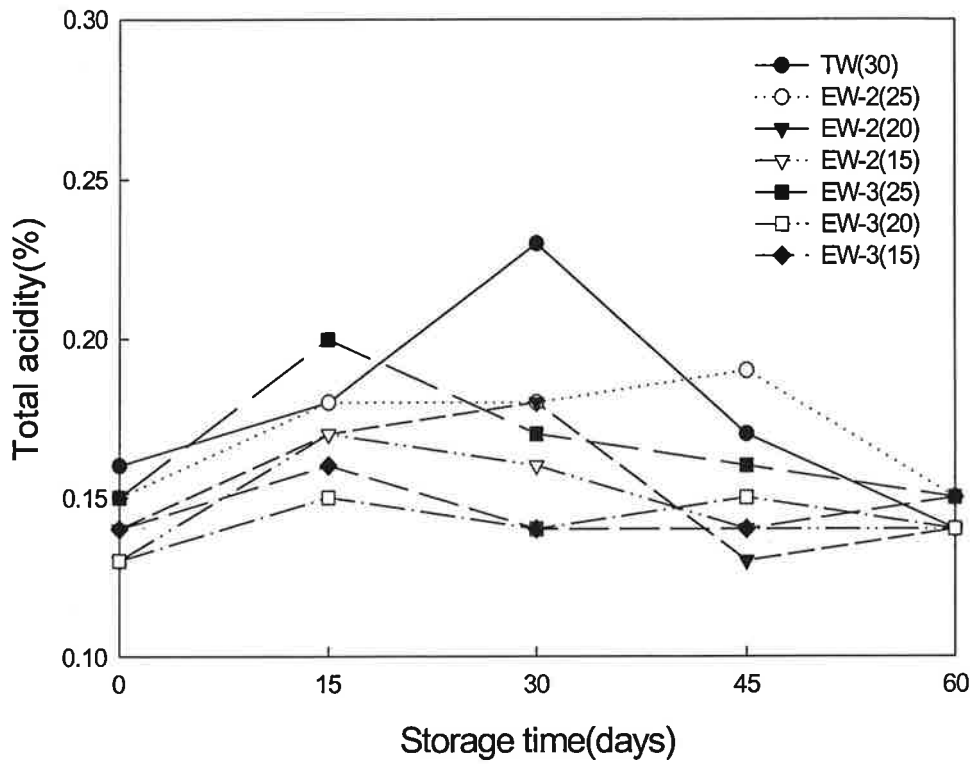 0.30
TW(30)
EW-2(25)
EW-2(20)
EW-2(15)
EW-3(25)
EW-3(20)
EW-3(15)
0.25
0.20
0.15
0.10
Total acidity(%)
0 15 30 45 60
Storage time(days)